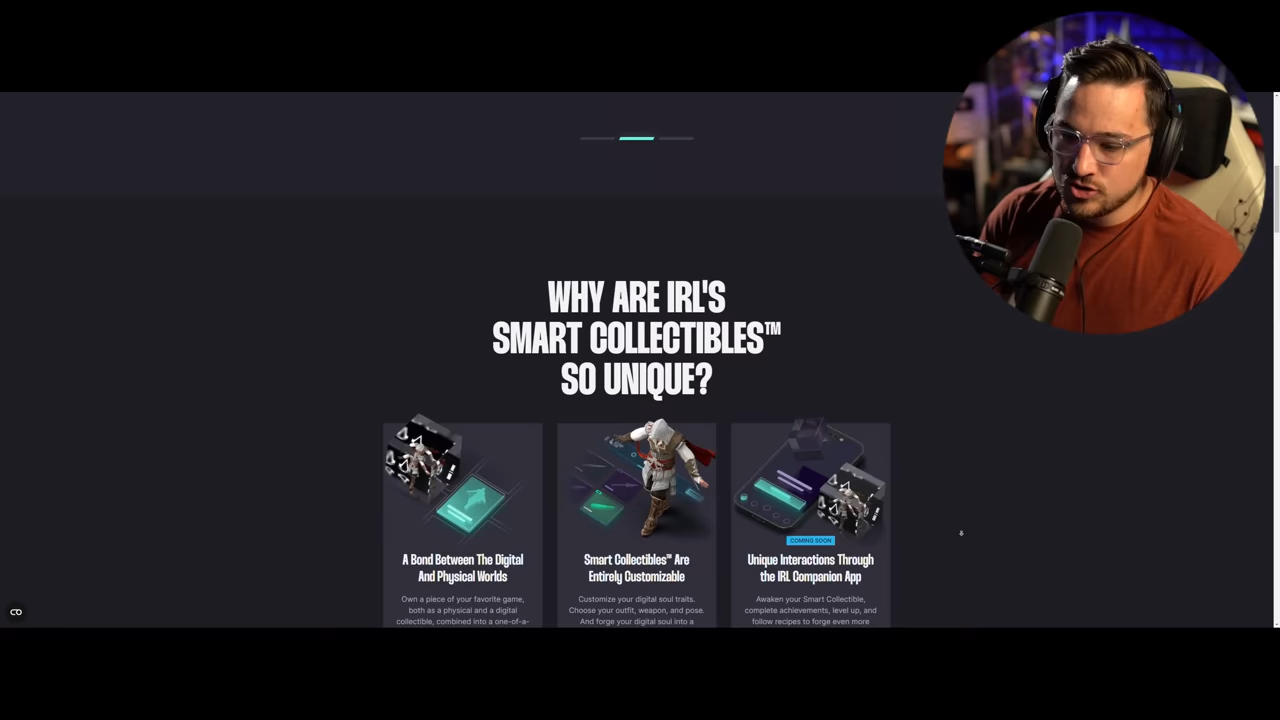 WHY ARE IRL'S
SMART COLLECTIBLES™
SO UNIQUE?
COMING SOON
A Bond Between The Digital
And Physical Worlds
Smart Collectibles™ Are
Entirely Customizable
Unique Interactions Through
the IRL Companion App
Own a piece of your favorite game,
both as a physical and a digital
collectible, combined into a one-of-a-
Customize your digital soul traits.
Choose your outfit, weapon, and pose.
And forge your digital soul into a
Awaken your Smart Collectible,
complete achievements, level up, and
follow recipes to forge even more